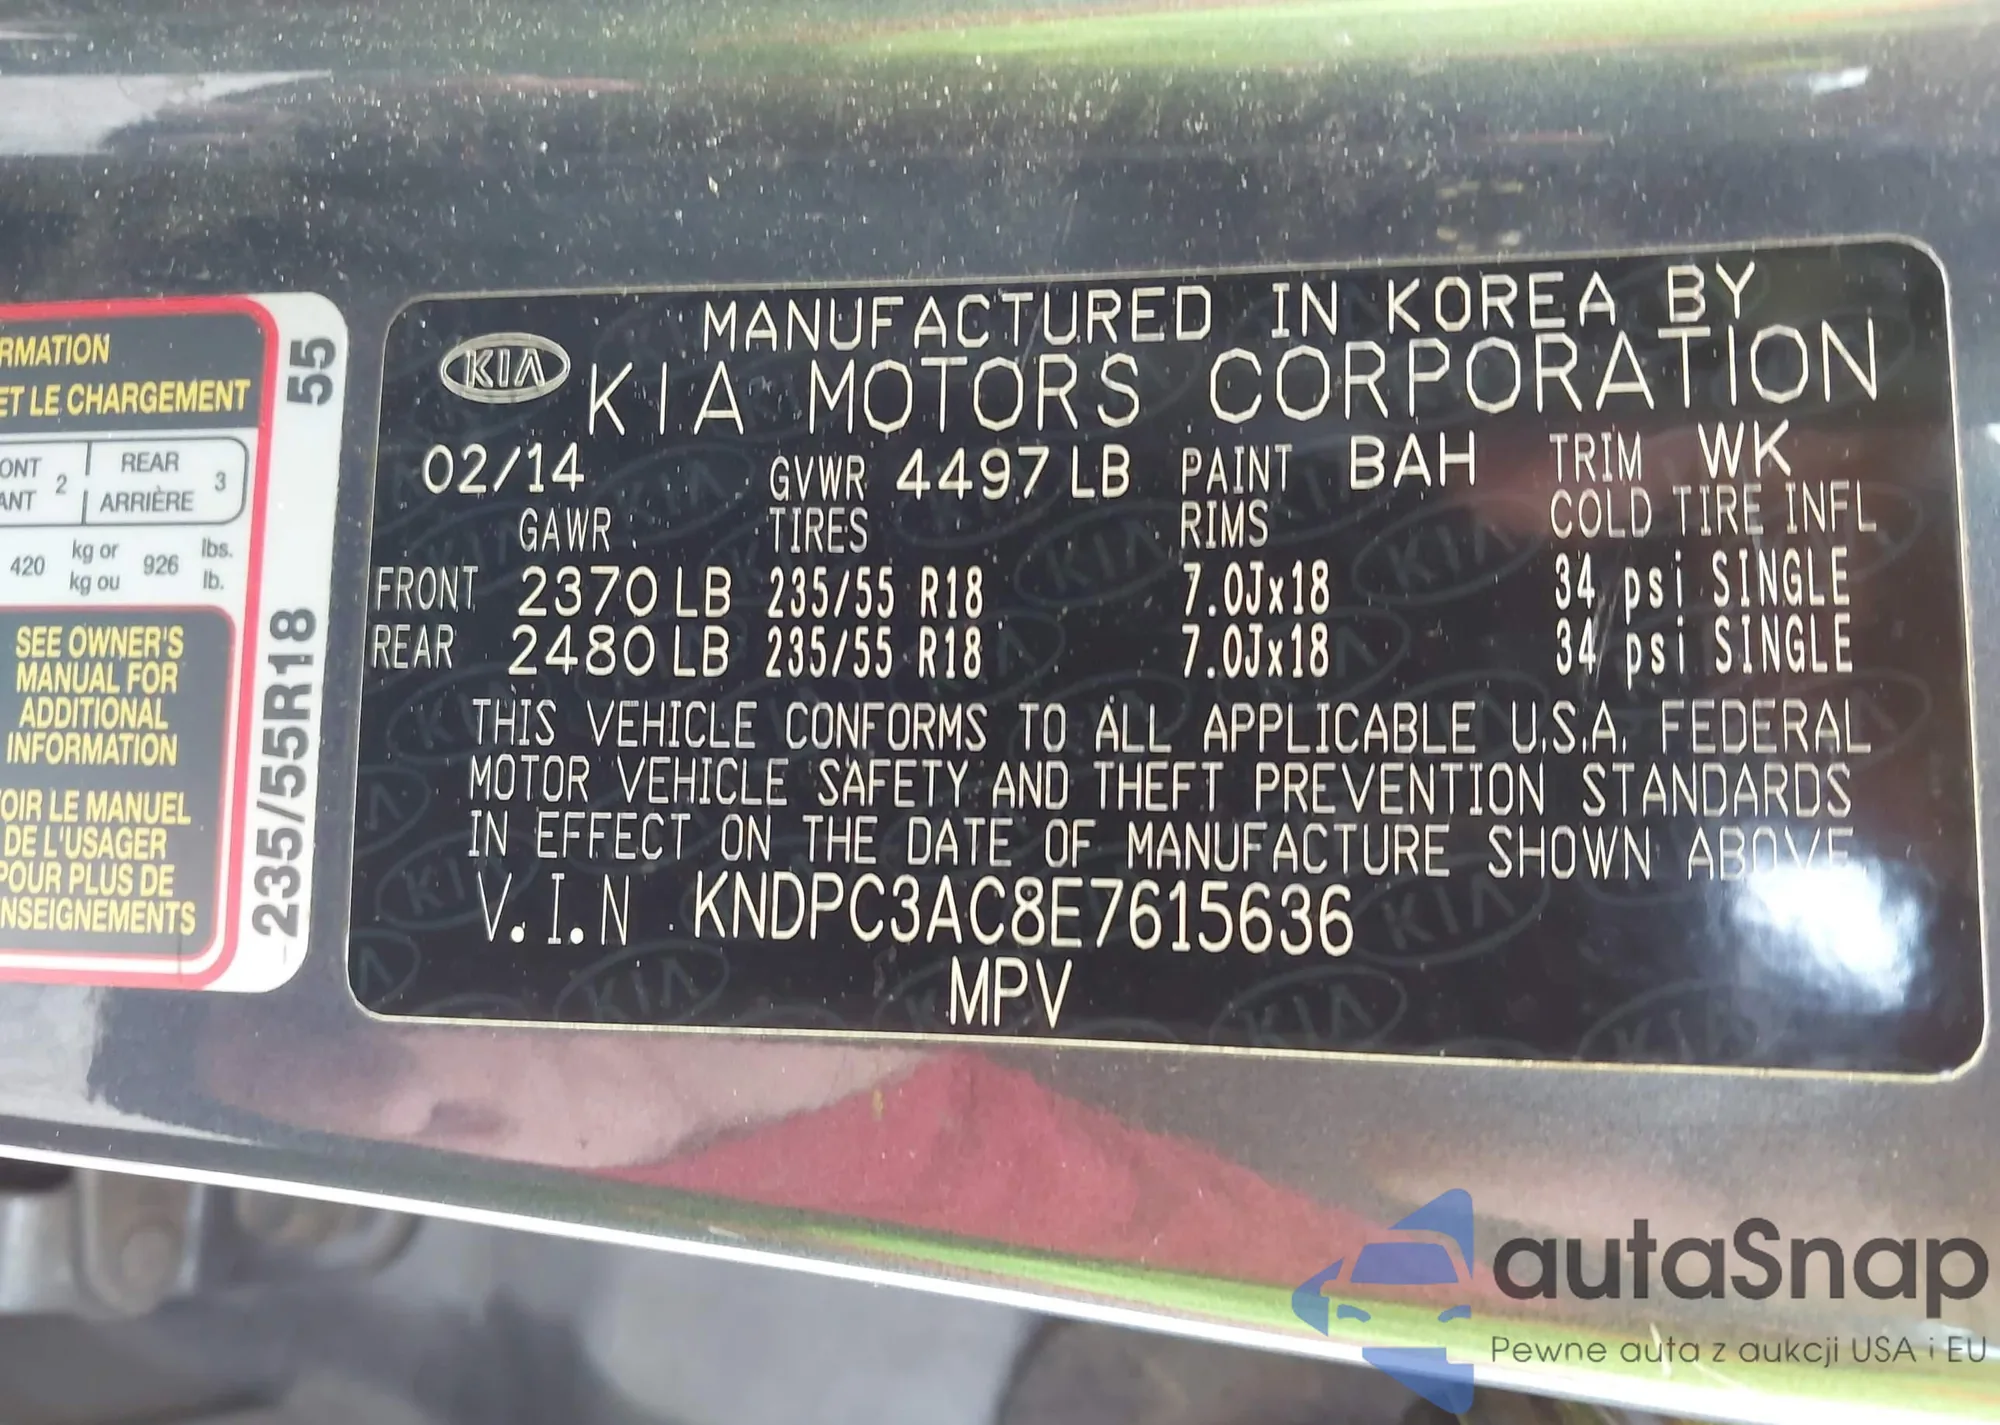 RMATION
ET LE CHARGEMENT
ONT 2 REAR 3
ANT ARRIÈRE
420 kg or 926 lbs.
kg ou lb.
SEE OWNER'S
MANUAL FOR
ADDITIONAL
INFORMATION
OIR LE MANUEL
DE L'USAGER
POUR PLUS DE
NSEIGNEMENTS
235/55R18 55
MANUFACTURED IN KOREA BY
KIA KIA MOTORS CORPORATION
02/14 GVWR 4497 LB PAINT BAH TRIM WK
GAWR TIRES RIMS COLD TIRE INFL
FRONT 2370 LB 235/55 R18 7.0Jx18 34 psi SINGLE
REAR 2480 LB 235/55 R18 7.0Jx18 34 psi SINGLE
THIS VEHICLE CONFORMS TO ALL APPLICABLE U.S.A. FEDERAL
MOTOR VEHICLE SAFETY AND THEFT PREVENTION STANDARDS
IN EFFECT ON THE DATE OF MANUFACTURE SHOWN ABOVE
V.I.N KNDPC3AC8E7615636
MPV
autaSnap
Pewne auta z aukcji USA i EU